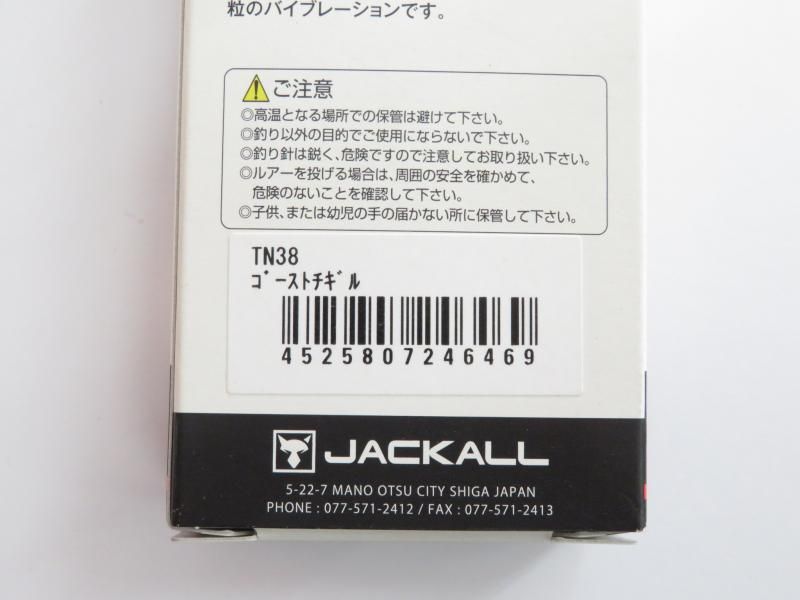 粒のバイブレーションです。
ご注意
◎高温となる場所での保管は避けて下さい。
◎釣り以外の目的でご使用にならないで下さい。
◎釣り針は鋭く、危険ですので注意してお取り扱い下さい。
◎ルアーを投げる場合は、周囲の安全を確かめて、
危険のないことを確認して下さい。
◎子供、または幼児の手の届かない所に保管して下さい。
TN38
ゴーストチギル
4525807246469
JACKALL
5-22-7 MANO OTSU CITY SHIGA JAPAN
PHONE : 077-571-2412 / FAX : 077-571-2413